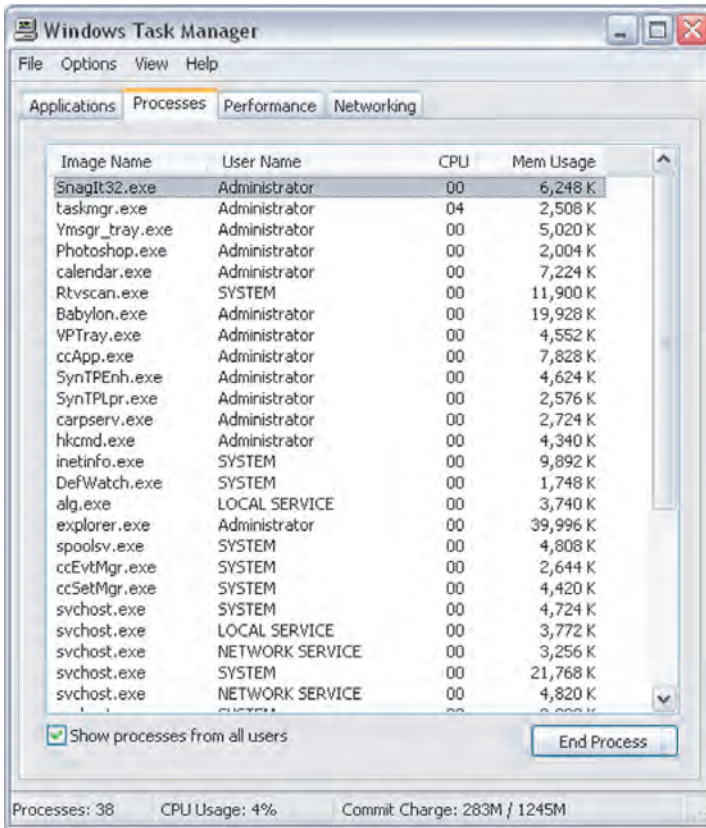 Windows Task Manager
File Options View Help
Applications Processes Performance Networking
Image Name User Name CPU Mem Usage
SnagIt32.exe Administrator 00 6,248 K
taskmgr.exe Administrator 04 2,508 K
Ymsgr_tray.exe Administrator 00 5,020 K
Photoshop.exe Administrator 00 2,004 K
calendar.exe Administrator 00 7,224 K
Rtvscan.exe SYSTEM 00 11,900 K
Babylon.exe Administrator 00 19,928 K
VPTray.exe Administrator 00 4,552 K
ccApp.exe Administrator 00 7,828 K
SynTPEnh.exe Administrator 00 4,624 K
SynTPLpr.exe Administrator 00 2,576 K
carpserv.exe Administrator 00 2,724 K
hkcmd.exe Administrator 00 4,340 K
inetinfo.exe SYSTEM 00 9,892 K
DefWatch.exe SYSTEM 00 1,748 K
alg.exe LOCAL SERVICE 00 3,740 K
explorer.exe Administrator 00 39,996 K
spoolsv.exe SYSTEM 00 4,808 K
ccEvtMgr.exe SYSTEM 00 2,644 K
ccSetMgr.exe SYSTEM 00 4,420 K
svchost.exe SYSTEM 00 4,724 K
svchost.exe LOCAL SERVICE 00 3,772 K
svchost.exe NETWORK SERVICE 00 3,256 K
svchost.exe SYSTEM 00 21,768 K
svchost.exe NETWORK SERVICE 00 4,820 K
Show processes from all users
End Process
Processes: 38 CPU Usage: 4% Commit Charge: 283M / 1245M